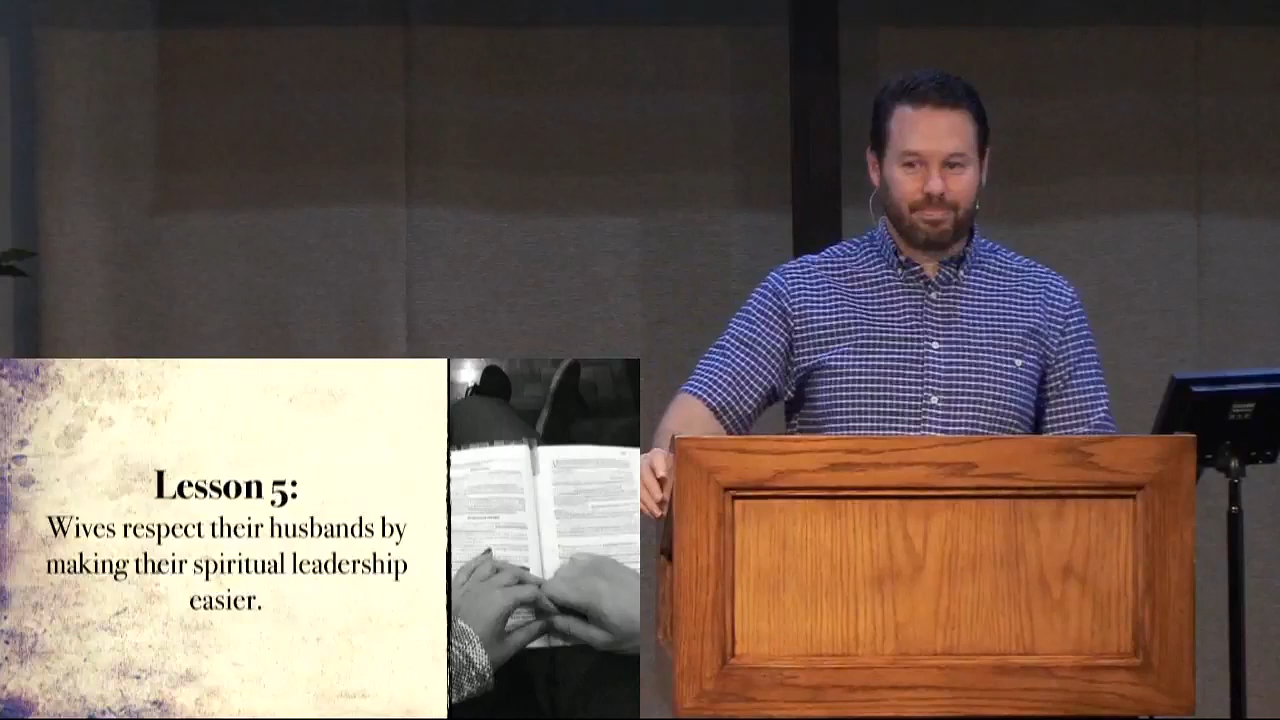 Lesson 5:
Wives respect their husbands by
making their spiritual leadership
easier.